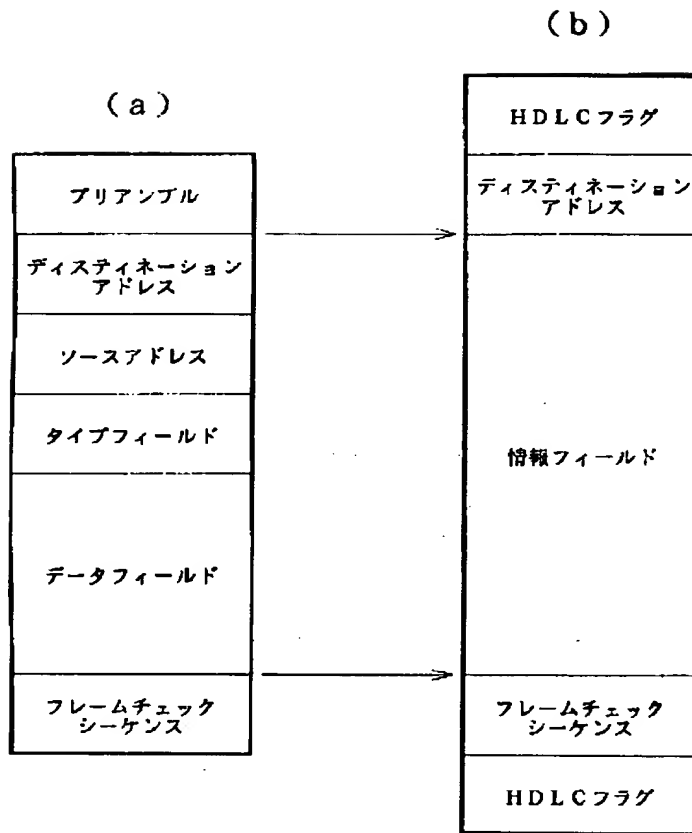 (a)
プリアンブル
ディスティネーション
アドレス
ソースアドレス
タイプフィールド
データフィールド
フレームチェック
シーケンス
(b)
HDLCフラグ
ディスティネーション
アドレス
情報フィールド
フレームチェック
シーケンス
HDLCフラグ